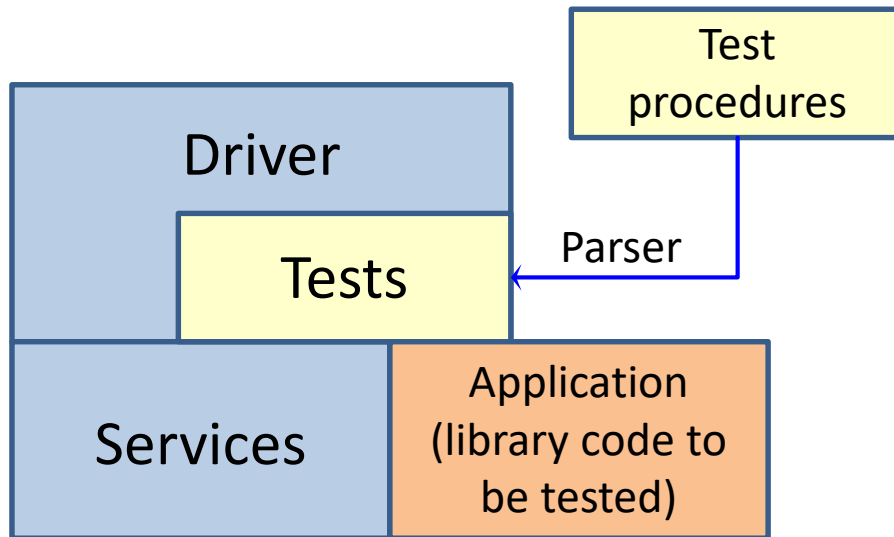 Test
procedures
Driver
Parser
Tests
Application
(library code to
be tested)
Services